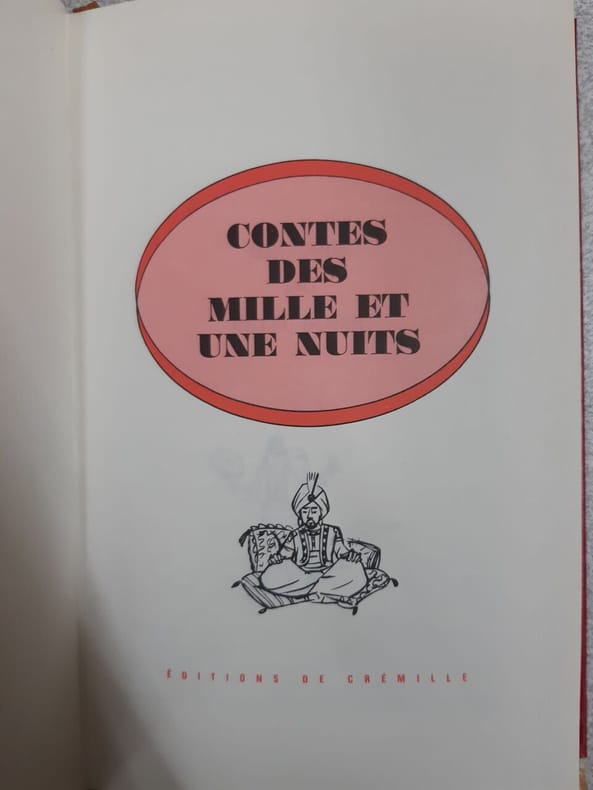 CONTES
DES
MILLE ET
UNE NUITS
ÉDITIONS DE CRÉMILLE